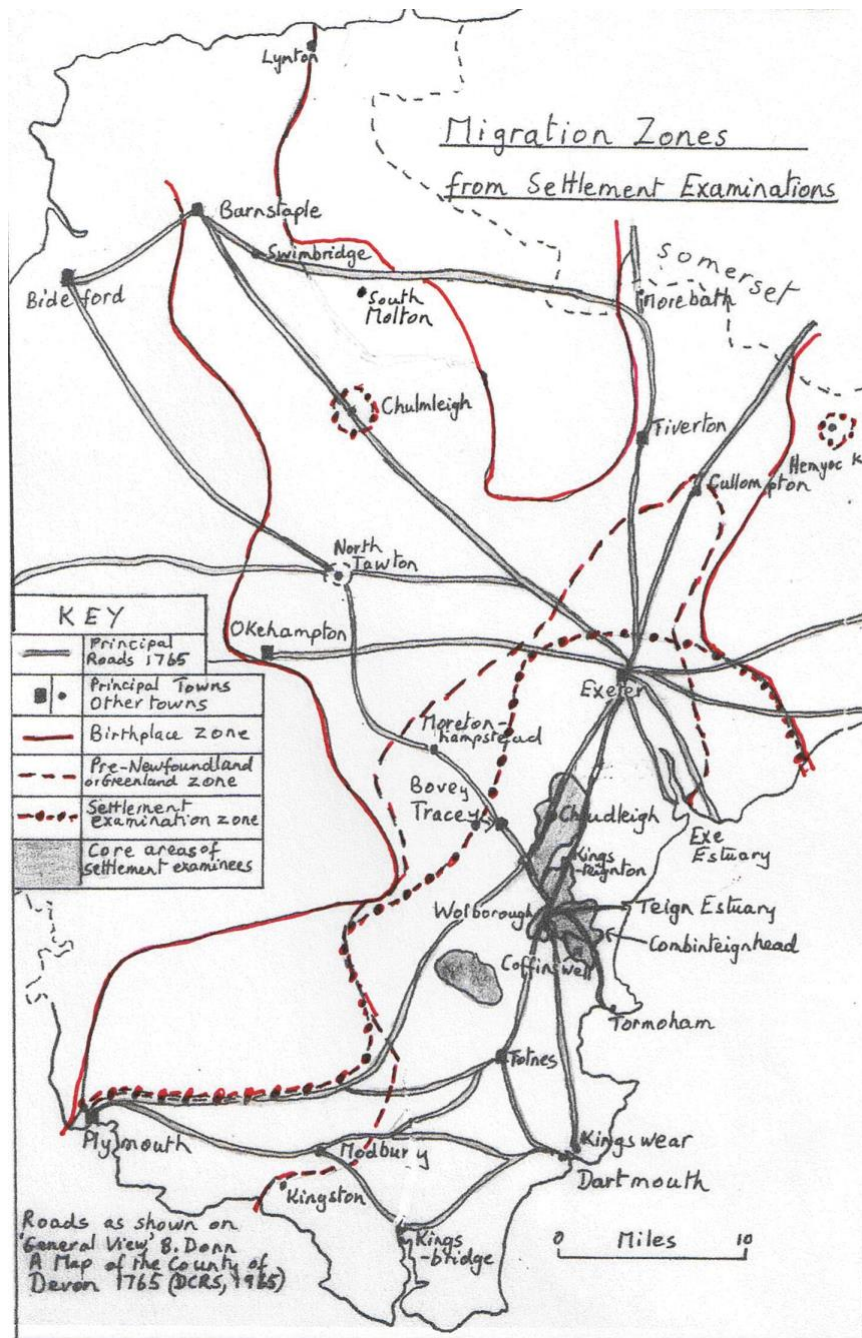 Lynton
Migration Zones
from Settlement Examinations
Barnstaple
Swimbridge
Somerset
Bideford
South
Molton
Morebath
Chulmleigh
Tiverton
Hemyoc K
Cullompton
North
Tawton
KEY
Principal
Roads 1765
Principal Towns
Other towns
Birthplace zone
Pre-Newfoundland
or Greenland zone
Settlement
examination zone
Core areas of
settlement examinees
Okehampton
Exeter
Moreton-
hampstead
Bovey
Tracey
Chudleigh
Exe
Estuary
Kings
-teignton
Wolborough
Teign Estuary
Combinteignhead
Coffinswell
Tormoham
Totnes
Plymouth
Modbury
Kingswear
Dartmouth
Kingston
Kings
-bridge
Roads as shown on
'General View' B. Donn
A Map of the County of
Devon 1765 (DCRS, 1965)
0 Miles 10